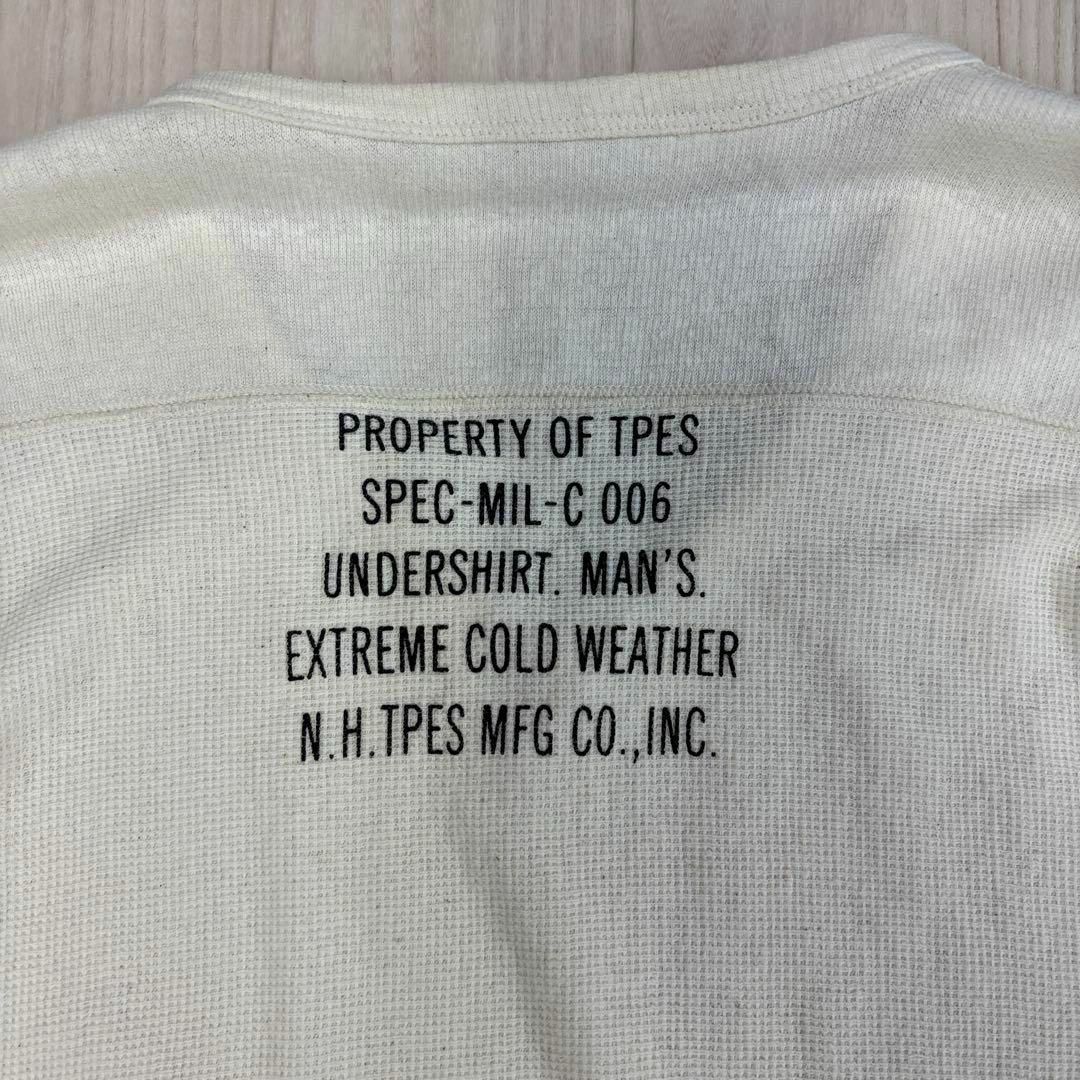 PROPERTY OF TPES
SPEC-MIL-C 006
UNDERSHIRT. MAN'S.
EXTREME COLD WEATHER
N.H.TPES MFG CO.,INC.